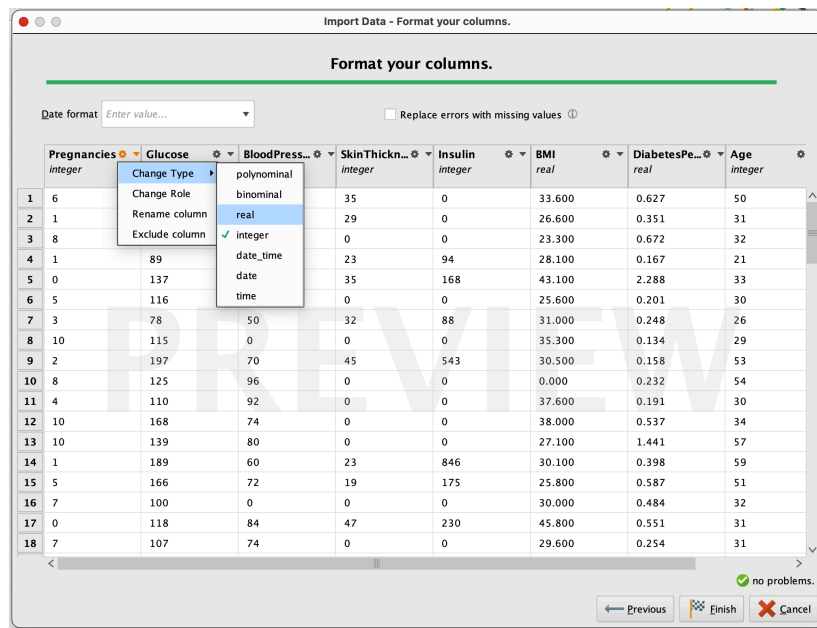 Import Data - Format your columns.
Format your columns.
Date format Enter value... Replace errors with missing values
Pregnancies Glucose BloodPress... SkinThickn... Insulin BMI DiabetesPe... Age
integer integer integer real real integer
Change Type
Change Role
Rename column
Exclude column
polynominal
binominal
real
✓ integer
date_time
date
time
1 6 35 0 33.600 0.627 50
2 1 29 0 26.600 0.351 31
3 8 0 0 23.300 0.672 32
4 1 89 23 94 28.100 0.167 21
5 0 137 35 168 43.100 2.288 33
6 5 116 0 0 25.600 0.201 30
7 3 78 50 32 88 31.000 0.248 26
8 10 115 0 0 0 35.300 0.134 29
9 2 197 70 45 543 30.500 0.158 53
10 8 125 96 0 0 0.000 0.232 54
11 4 110 92 0 0 37.600 0.191 30
12 10 168 74 0 0 38.000 0.537 34
13 10 139 80 0 0 27.100 1.441 57
14 1 189 60 23 846 30.100 0.398 59
15 5 166 72 19 175 25.800 0.587 51
16 7 100 0 0 0 30.000 0.484 32
17 0 118 84 47 230 45.800 0.551 31
18 7 107 74 0 0 29.600 0.254 31
PREVIEW
no problems.
Previous Finish Cancel